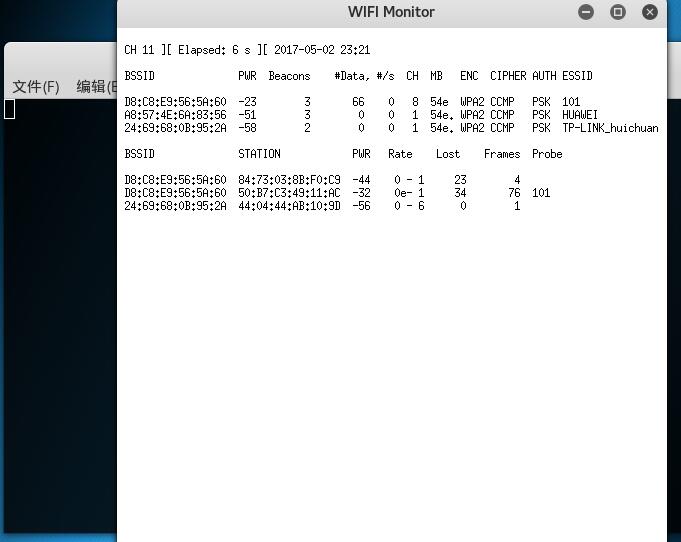 WIFI Monitor
文件(F) 编辑(E
CH 11 ][ Elapsed: 6 s ][ 2017-05-02 23:21
BSSID PWR Beacons #Data, #/s CH MB ENC CIPHER AUTH ESSID
D8:C8:E9:56:5A:60 -23 3 66 0 8 54e WPA2 CCMP PSK 101
A8:57:4E:6A:83:56 -51 3 0 0 1 54e. WPA2 CCMP PSK HUAWEI
24:69:68:0B:95:2A -58 2 0 0 1 54e. WPA2 CCMP PSK TP-LINK_huichuan
BSSID STATION PWR Rate Lost Frames Probe
D8:C8:E9:56:5A:60 84:73:03:8B:F0:C9 -44 0 - 1 23 4
D8:C8:E9:56:5A:60 50:B7:C3:49:11:AC -32 0e- 1 34 76 101
24:69:68:0B:95:2A 44:04:44:AB:10:9D -56 0 - 6 0 1